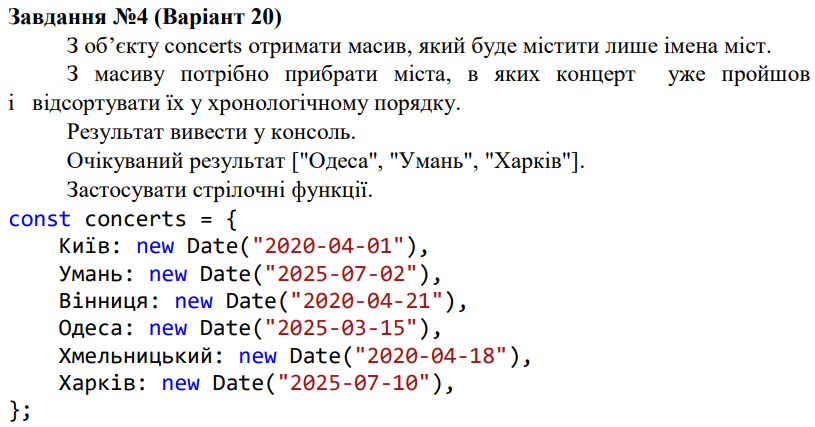 Завдання №4 (Варіант 20)
З об’єкту concerts отримати масив, який буде містити лише імена міст.
З масиву потрібно прибрати міста, в яких концерт уже пройшов
і відсортувати їх у хронологічному порядку.
Результат вивести у консоль.
Очікуваний результат ["Одеса", "Умань", "Харків"].
Застосувати стрілочні функції.
const concerts = {
    Київ: new Date("2020-04-01"),
    Умань: new Date("2025-07-02"),
    Вінниця: new Date("2020-04-21"),
    Одеса: new Date("2025-03-15"),
    Хмельницький: new Date("2020-04-18"),
    Харків: new Date("2025-07-10"),
};